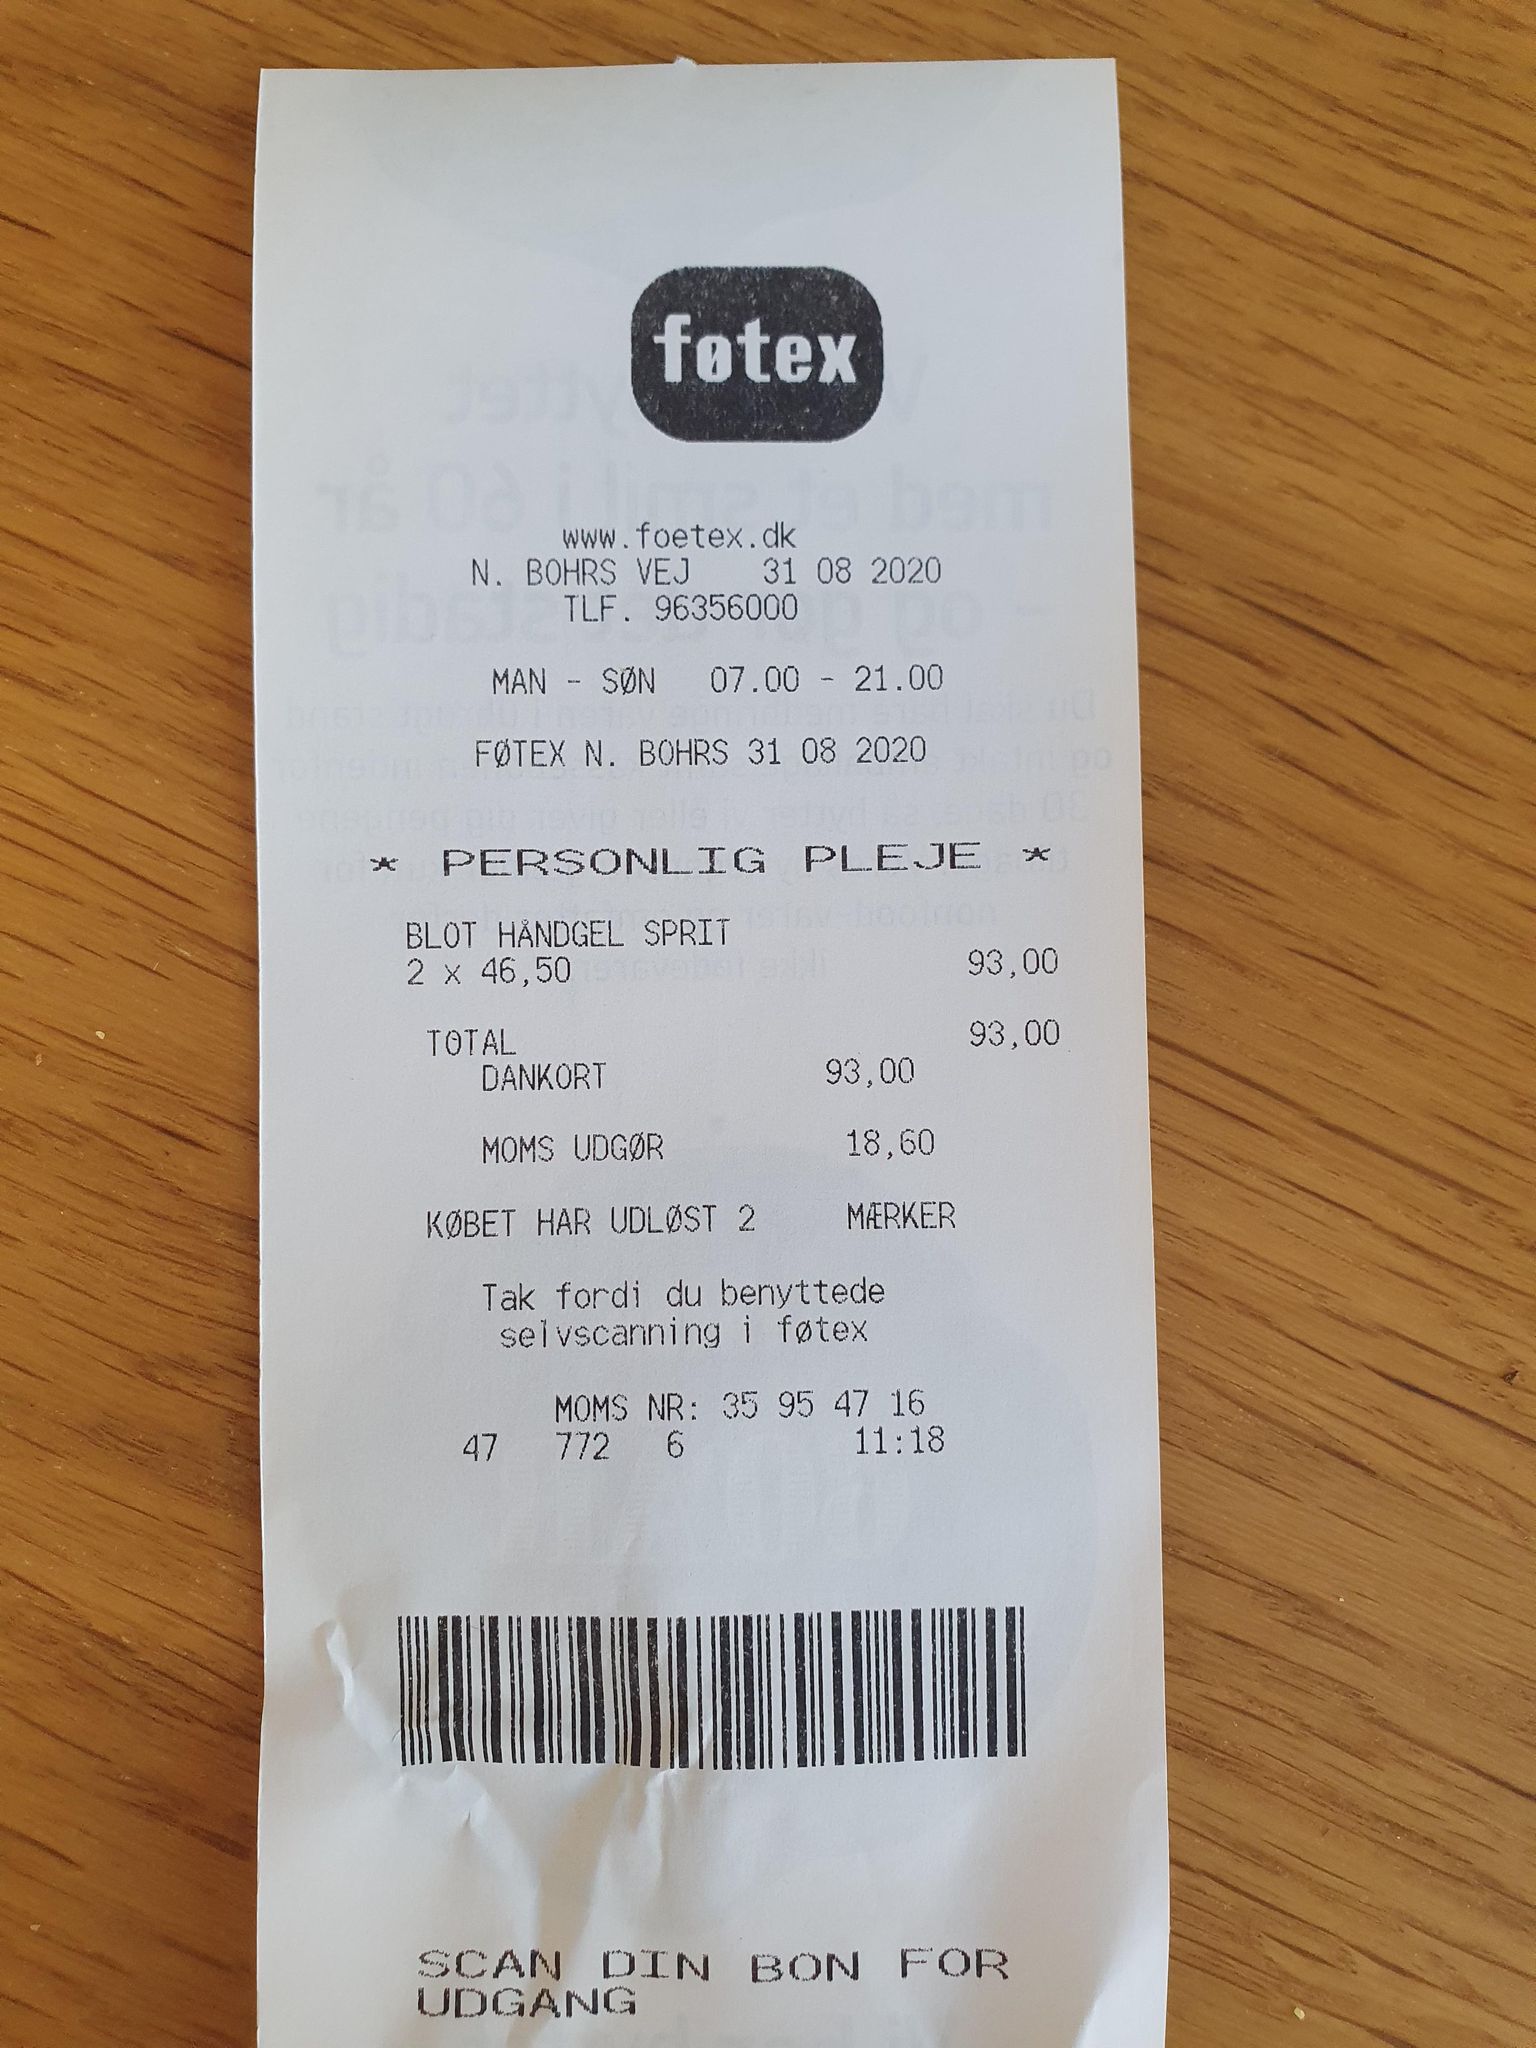 føtex
www.foetex.dk
N. BOHRS VEJ 31 08 2020
TLF. 96356000
MAN - SØN 07.00 - 21.00
FØTEX N. BOHRS 31 08 2020
* PERSONLIG PLEJE *
BLOT HÅNDGEL SPRIT
2 x 46,50 93,00
TOTAL 93,00
DANKORT 93,00
MOMS UDGØR 18,60
KØBET HAR UDLØST 2 MÆRKER
Tak fordi du benyttede
selvscanning i føtex
MOMS NR: 35 95 47 16
47 772 6 11:18
SCAN DIN BON FOR
UDGANG